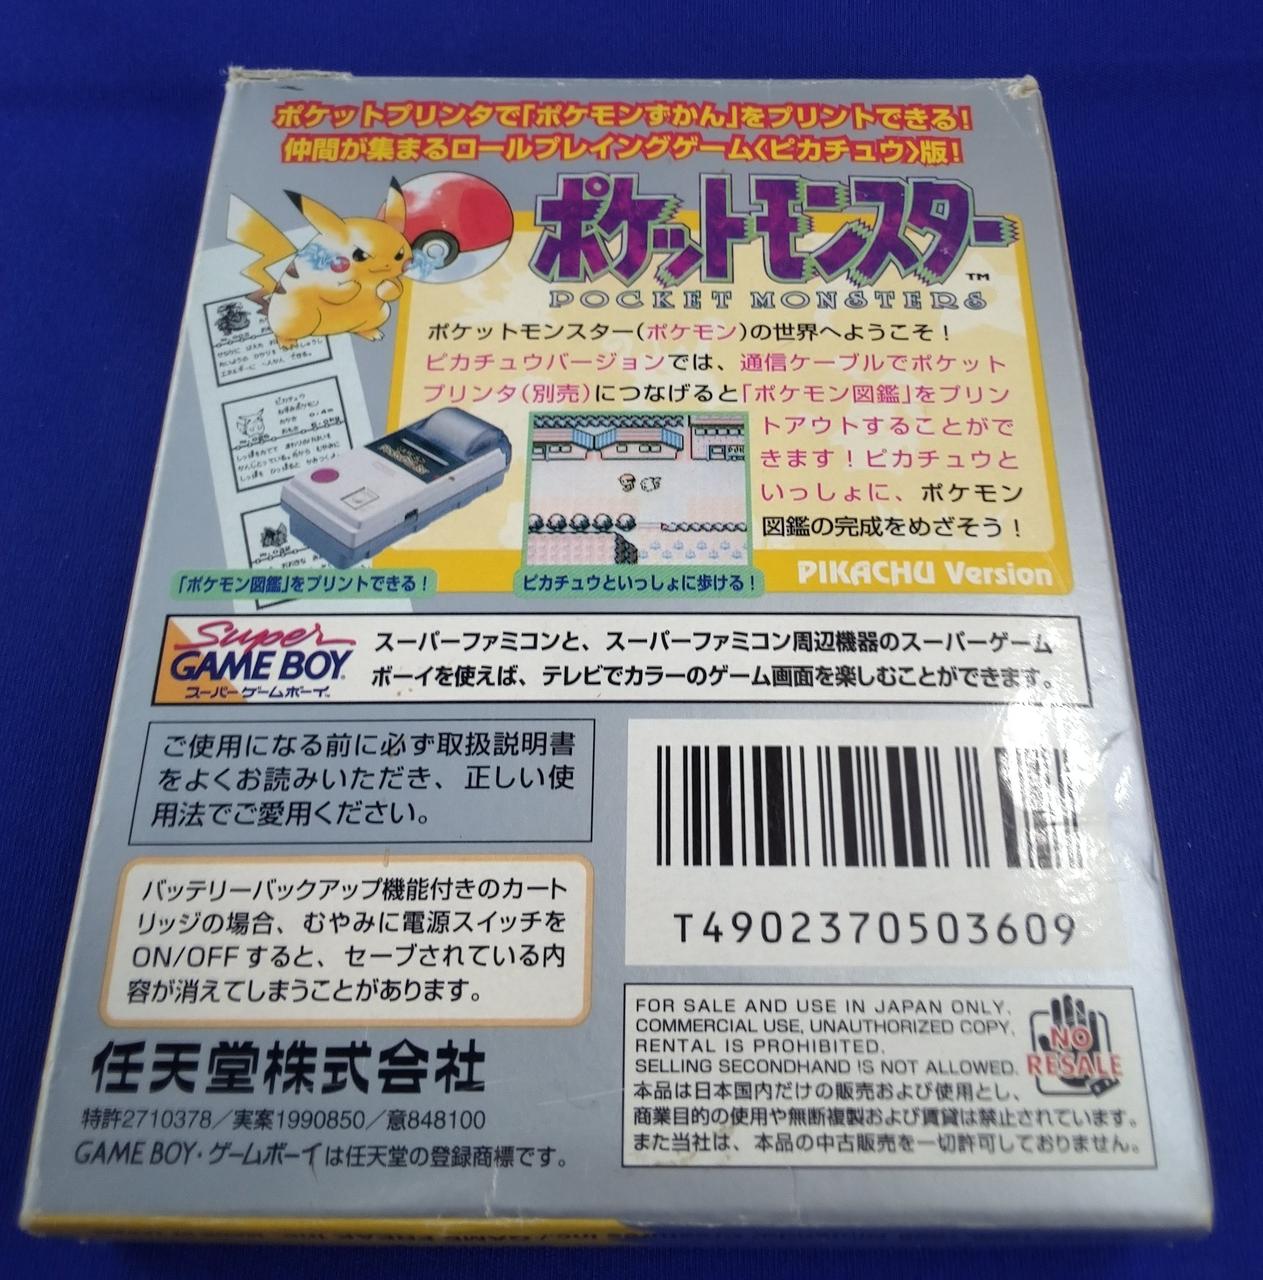 ポケットプリンタで「ポケモンずかん」をプリントできる！
仲間が集まるロールプレイングゲーム〈ピカチュウ〉版！
ポケットモンスター
TM
POCKET MONSTERS
ポケットモンスター(ポケモン)の世界へようこそ！
ピカチュウバージョンでは、通信ケーブルでポケット
プリンタ(別売)につなげると「ポケモン図鑑」をプリン
トアウトすることがで
きます！ピカチュウと
いっしょに、ポケモン
図鑑の完成をめざそう！
PIKACHU Version
ピカチュウ
ねずみポケモン
「ポケモン図鑑」をプリントできる！
ピカチュウといっしょに歩ける！
Super
GAME BOY
スーパーゲームボーイ
スーパーファミコンと、スーパーファミコン周辺機器のスーパーゲーム
ボーイを使えば、テレビでカラーのゲーム画面を楽しむことができます。
ご使用になる前に必ず取扱説明書
をよくお読みいただき、正しい使
用法でご愛用ください。
バッテリーバックアップ機能付きのカート
リッジの場合、むやみに電源スイッチを
ON/OFFすると、セーブされている内
容が消えてしまうことがあります。
T4902370503609
任天堂株式会社
特許2710378／実案1990850／意848100
GAME BOY・ゲームボーイは任天堂の登録商標です。
FOR SALE AND USE IN JAPAN ONLY.
COMMERCIAL USE, UNAUTHORIZED COPY,
RENTAL IS PROHIBITED.
SELLING SECONDHAND IS NOT ALLOWED.
NO
RESALE
本品は日本国内だけの販売および使用とし、
商業目的の使用や無断複製および賃貸は禁止されています。
また当社は、本品の中古販売を一切許可しておりません。